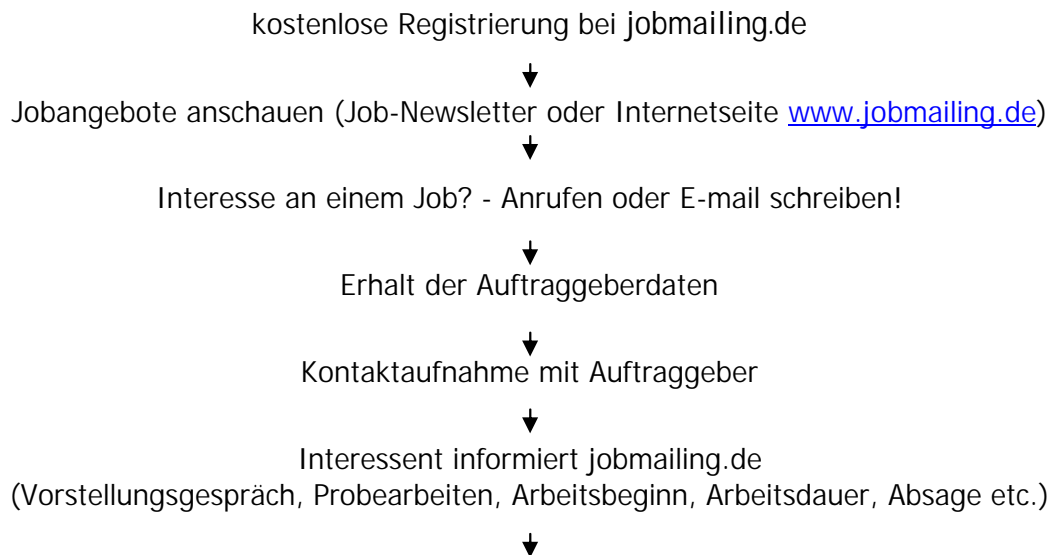 kostenlose Registrierung bei jobmailing.de
Jobangebote anschauen (Job-Newsletter oder Internetseite www.jobmailing.de)
Interesse an einem Job? - Anrufen oder E-mail schreiben!
Erhalt der Auftraggeberdaten
Kontaktaufnahme mit Auftraggeber
Interessent informiert jobmailing.de
(Vorstellungsgespräch, Probearbeiten, Arbeitsbeginn, Arbeitsdauer, Absage etc.)